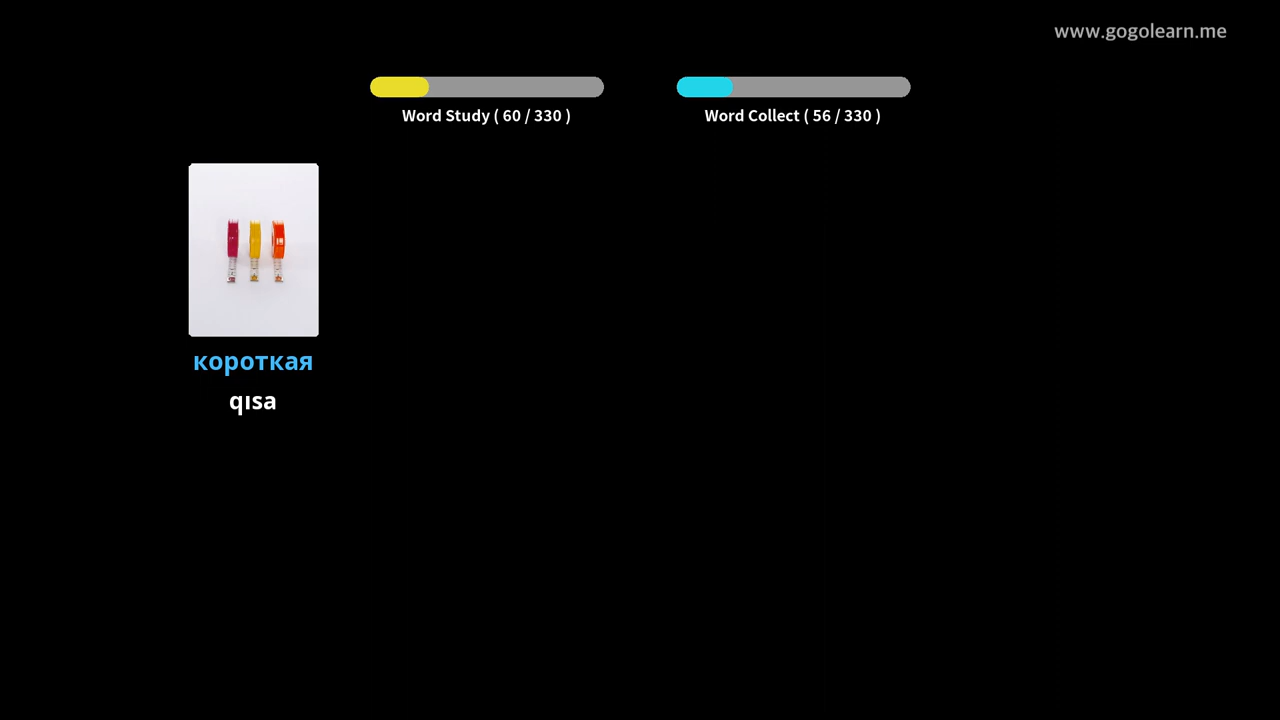 www.gogolearn.me
Word Study ( 60 / 330 )
Word Collect ( 56 / 330 )
короткая
qısa